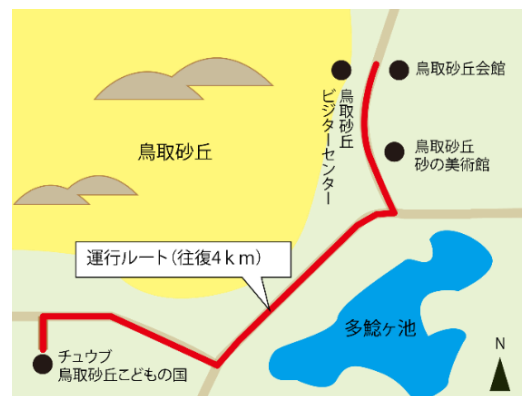 鳥取砂丘会館
鳥取砂丘
ビジターセンター
鳥取砂丘
砂の美術館
鳥取砂丘
運行ルート(往復4km)
多鯰ヶ池
チュウブ
鳥取砂丘こどもの国
N